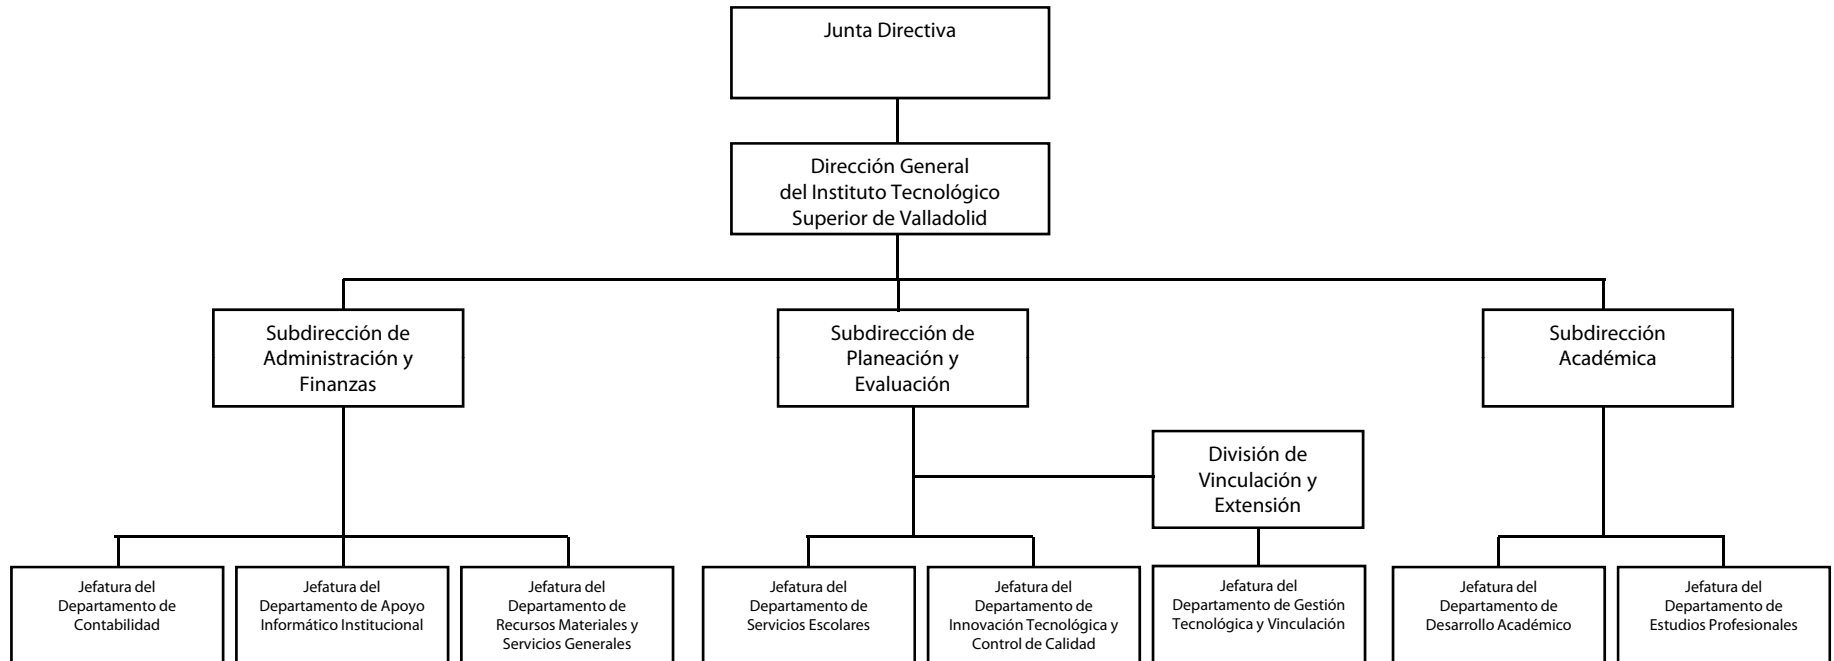 Junta Directiva
Dirección General
del Instituto Tecnológico
Superior de Valladolid
Subdirección de
Administración y
Finanzas
Subdirección de
Planeación y
Evaluación
Subdirección
Académica
División de
Vinculación y
Extensión
Jefatura del
Departamento de
Contabilidad
Jefatura del
Departamento de Apoyo
Informático Institucional
Jefatura del
Departamento de
Recursos Materiales y
Servicios Generales
Jefatura del
Departamento de
Servicios Escolares
Jefatura del
Departamento de
Innovación Tecnológica y
Control de Calidad
Jefatura del
Departamento de Gestión
Tecnológica y Vinculación
Jefatura del
Departamento de
Desarrollo Académico
Jefatura del
Departamento de
Estudios Profesionales